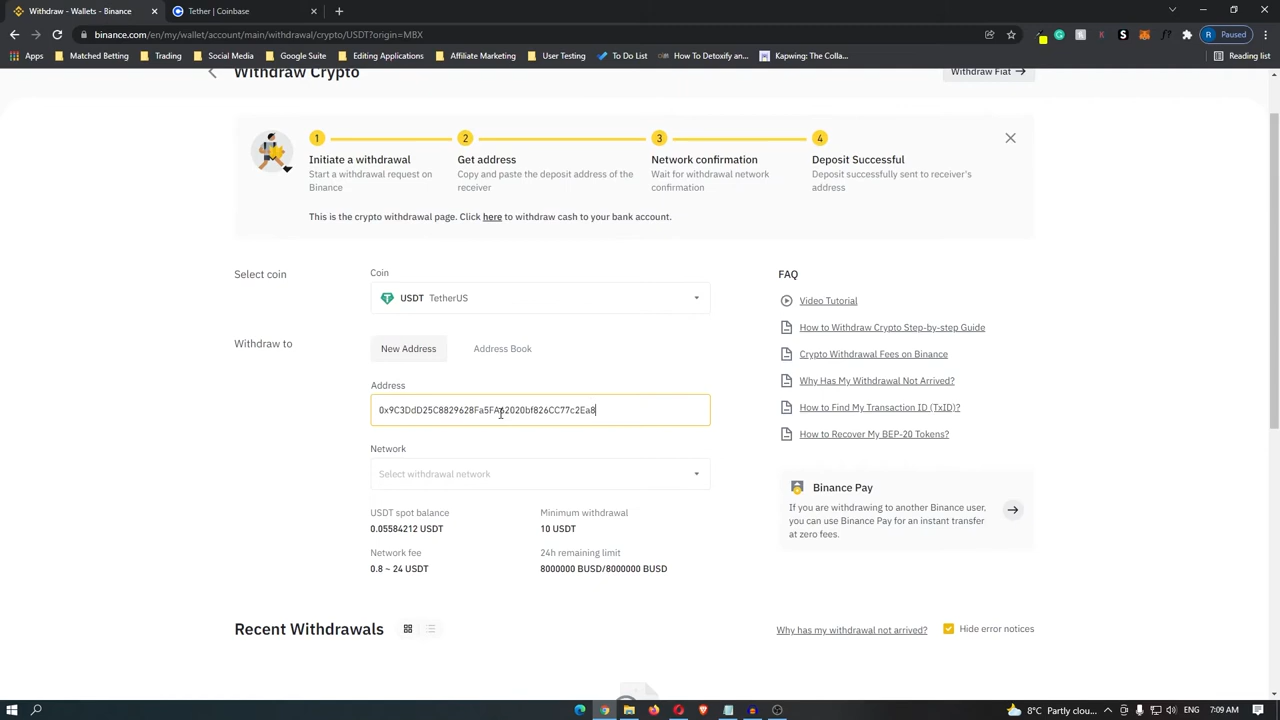 Withdraw - Wallets - Binance
Tether | Coinbase
binance.com/en/my/wallet/account/main/withdrawal/crypto/USDT?origin=MBX
R Paused
Apps
Matched Betting
Trading
Social Media
Google Suite
Editing Applications
Affiliate Marketing
To Do List
How To Detoxify an...
Kapwing: The Colla...
Reading list
Withdraw Crypto
Withdraw Fiat
1
2
3
4
Initiate a withdrawal
Start a withdrawal request on
Binance
Get address
Copy and paste the deposit address of the
receiver
Network confirmation
Wait for withdrawal network
confirmation
Deposit Successful
Deposit successfully sent to receiver's
address
This is the crypto withdrawal page. Click here to withdraw cash to your bank account.
Select coin
Coin
USDT TetherUS
Withdraw to
New Address
Address Book
Address
0x9C3DdD25C8829628Fa5FA62020bf826CC77c2Ea8
Network
Select withdrawal network
USDT spot balance
0.05584212 USDT
Minimum withdrawal
10 USDT
Network fee
0.8 ~ 24 USDT
24h remaining limit
8000000 BUSD/8000000 BUSD
FAQ
Video Tutorial
How to Withdraw Crypto Step-by-step Guide
Crypto Withdrawal Fees on Binance
Why Has My Withdrawal Not Arrived?
How to Find My Transaction ID (TxID)?
How to Recover My BEP-20 Tokens?
Binance Pay
If you are withdrawing to another Binance user,
you can use Binance Pay for an instant transfer
at zero fees.
Recent Withdrawals
Why has my withdrawal not arrived?
Hide error notices
8°C Partly clou...
7:09 AM